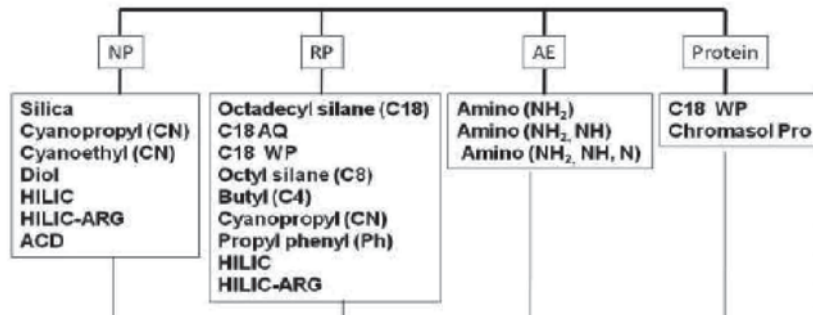 NP
RP
AE
Protein
Silica
Cyanopropyl (CN)
Cyanoethyl (CN)
Diol
HILIC
HILIC-ARG
ACD
Octadecyl silane (C18)
C18 AQ
C18 WP
Octyl silane (C8)
Butyl (C4)
Cyanopropyl (CN)
Propyl phenyl (Ph)
HILIC
HILIC-ARG
Amino (NH₂)
Amino (NH₂, NH)
Amino (NH₂, NH, N)
C18 WP
Chromasol Pro